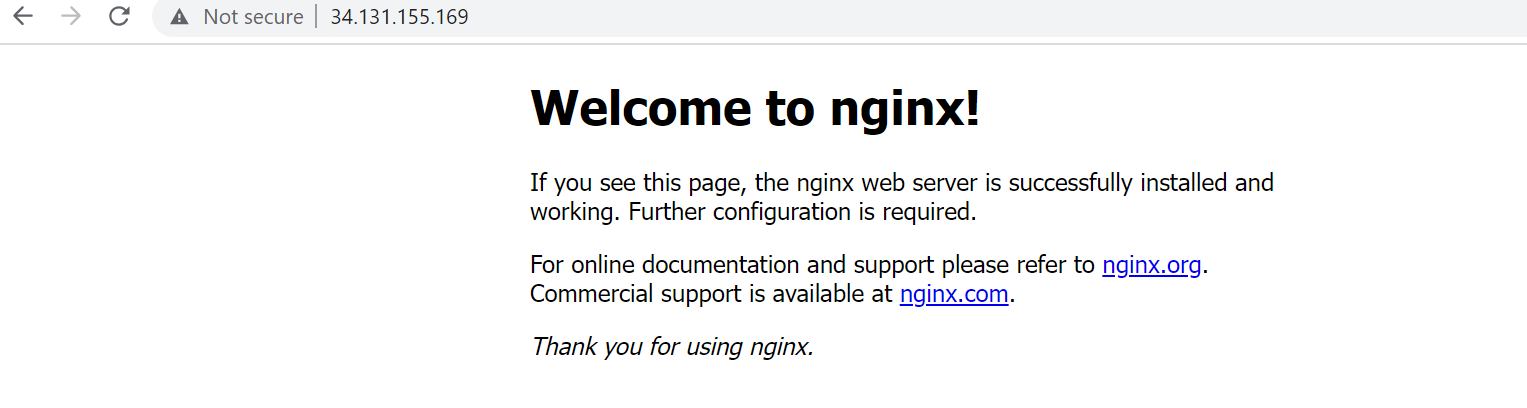 Not secure | 34.131.155.169
Welcome to nginx!
If you see this page, the nginx web server is successfully installed and
working. Further configuration is required.
For online documentation and support please refer to nginx.org.
Commercial support is available at nginx.com.
Thank you for using nginx.